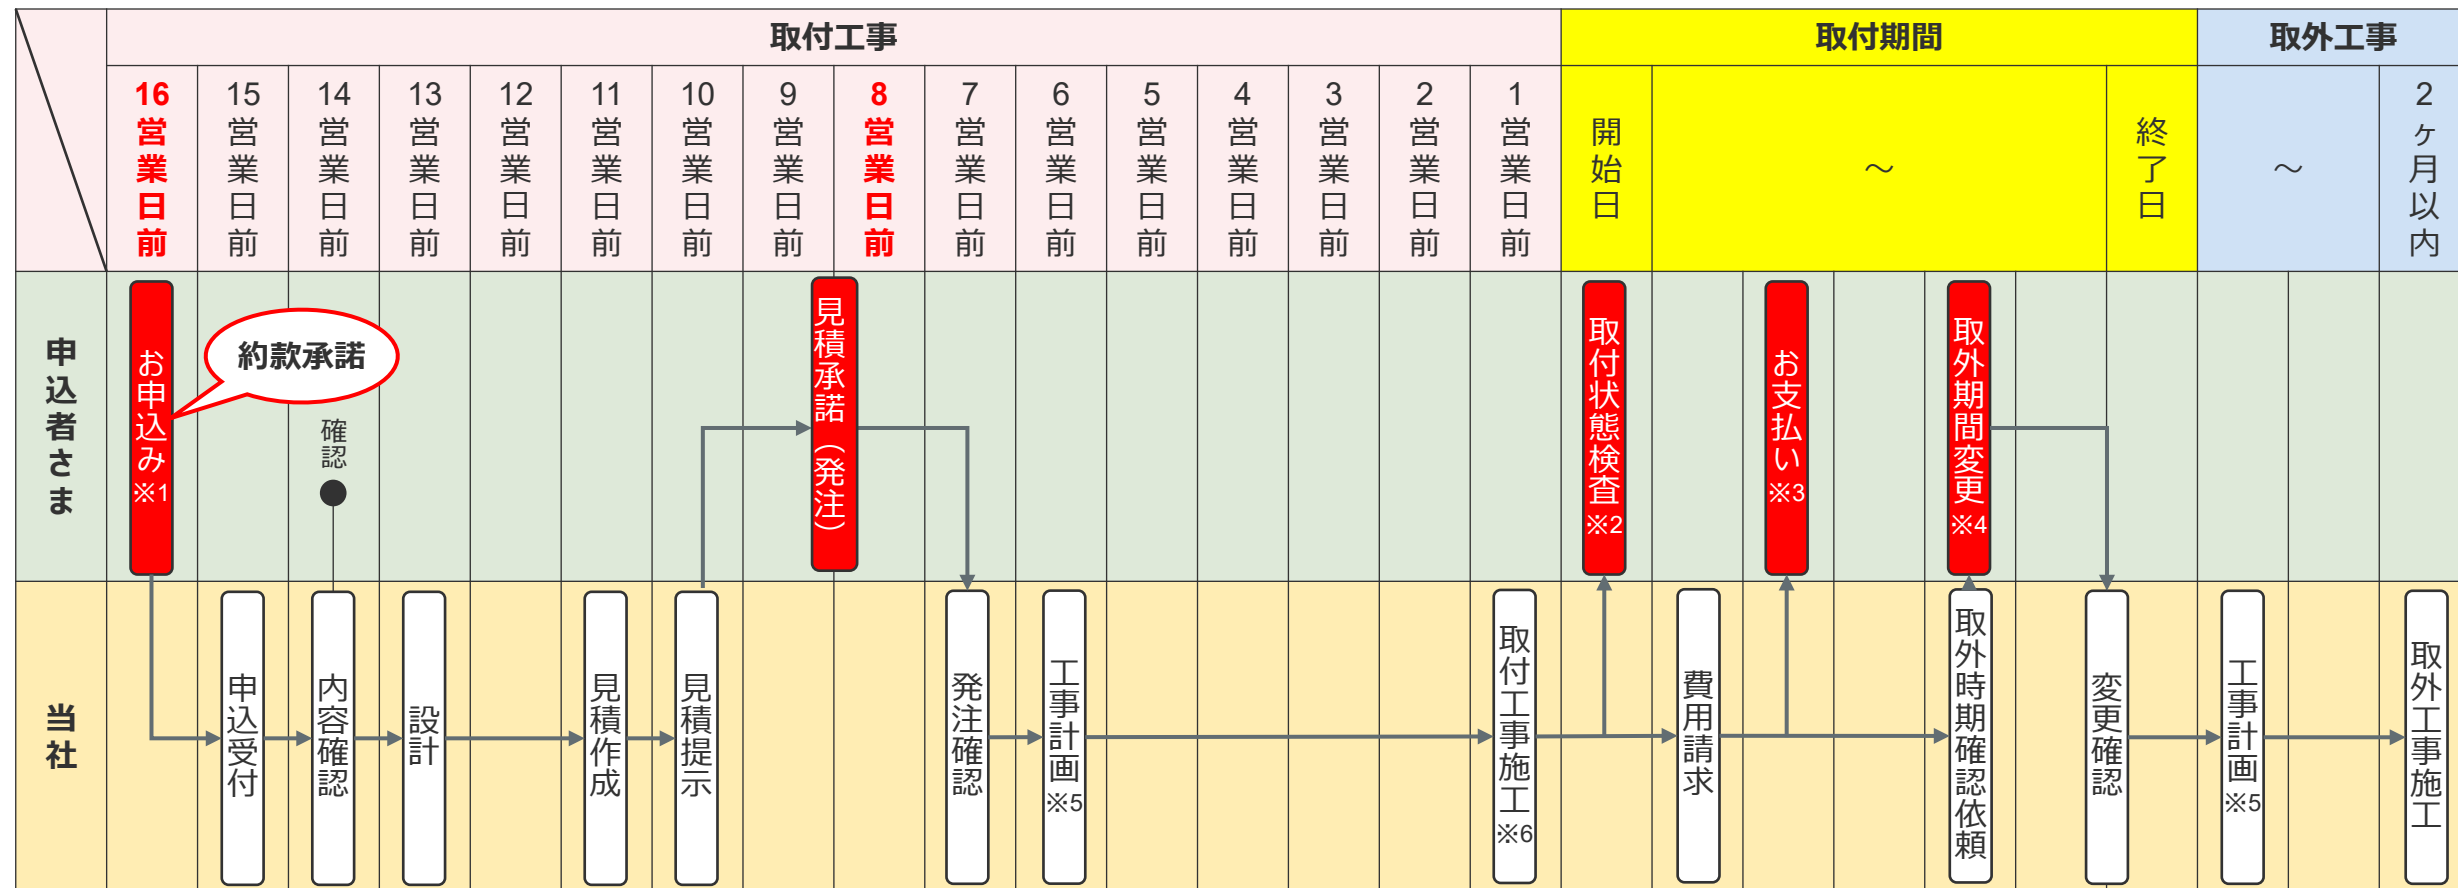 取付工事
取付期間
取外工事
16営業日前
15営業日前
14営業日前
13営業日前
12営業日前
11営業日前
10営業日前
9営業日前
8営業日前
7営業日前
6営業日前
5営業日前
4営業日前
3営業日前
2営業日前
1営業日前
開始日
～
終了日
～
2ヶ月以内
申込者さま
お申込み※1
約款承諾
確認
見積承諾（発注）
取付状態検査※2
お支払い※3
取外期間変更※4
当社
申込受付
内容確認
設計
見積作成
見積提示
発注確認
工事計画※5
取付工事施工※6
費用請求
取外時期確認依頼
変更確認
工事計画※5
取外工事施工